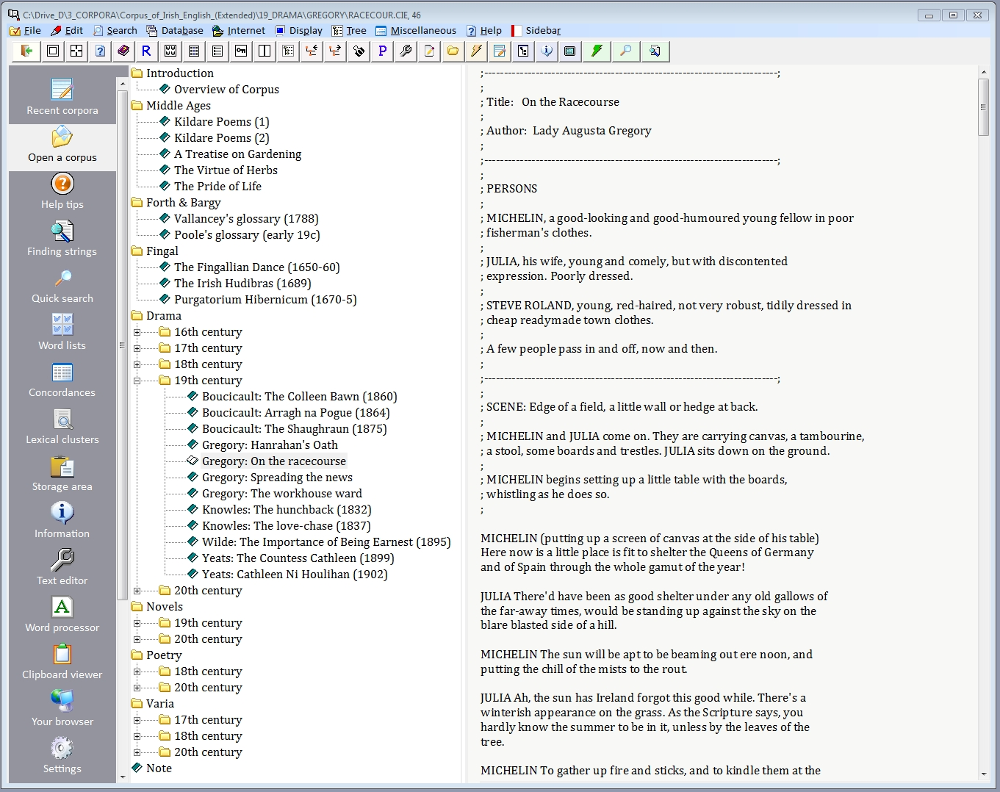 C:\Drive_D\3_CORPORA\Corpus_of_Irish_English_(Extended)\19_DRAMA\GREGORY\RACECOUR.CIE, 46
File Edit Search Database Internet Display Tree Miscellaneous Help Sidebar
Recent corpora
Open a corpus
Help tips
Finding strings
Quick search
Word lists
Concordances
Lexical clusters
Storage area
Information
Text editor
Word processor
Clipboard viewer
Your browser
Settings
Introduction
Overview of Corpus
Middle Ages
Kildare Poems (1)
Kildare Poems (2)
A Treatise on Gardening
The Virtue of Herbs
The Pride of Life
Forth & Bargy
Vallancey's glossary (1788)
Poole's glossary (early 19c)
Fingal
The Fingallian Dance (1650-60)
The Irish Hudibras (1689)
Purgatorium Hibernicum (1670-5)
Drama
16th century
17th century
18th century
19th century
Boucicault: The Colleen Bawn (1860)
Boucicault: Arragh na Pogue (1864)
Boucicault: The Shaughraun (1875)
Gregory: Hanrahan's Oath
Gregory: On the racecourse
Gregory: Spreading the news
Gregory: The workhouse ward
Knowles: The hunchback (1832)
Knowles: The love-chase (1837)
Wilde: The Importance of Being Earnest (1895)
Yeats: The Countess Cathleen (1899)
Yeats: Cathleen Ni Houlihan (1902)
20th century
Novels
19th century
20th century
Poetry
18th century
20th century
Varia
17th century
18th century
20th century
Note
;--------------------------------------------------------------------------;
;
; Title: On the Racecourse
;
; Author: Lady Augusta Gregory
;
;--------------------------------------------------------------------------;
;
; PERSONS
;
; MICHELIN, a good-looking and good-humoured young fellow in poor
; fisherman's clothes.
;
; JULIA, his wife, young and comely, but with discontented
; expression. Poorly dressed.
;
; STEVE ROLAND, young, red-haired, not very robust, tidily dressed in
; cheap readymade town clothes.
;
; A few people pass in and off, now and then.
;
;--------------------------------------------------------------------------;
;
; SCENE: Edge of a field, a little wall or hedge at back.
;
; MICHELIN and JULIA come on. They are carrying canvas, a tambourine,
; a stool, some boards and trestles. JULIA sits down on the ground.
;
; MICHELIN begins setting up a little table with the boards,
; whistling as he does so.
;
MICHELIN (putting up a screen of canvas at the side of his table)
Here now is a little place is fit to shelter the Queens of Germany
and of Spain through the whole gamut of the year!
JULIA There'd have been as good shelter under any old gallows of
the far-away times, would be standing up against the sky on the
blare blasted side of a hill.
MICHELIN The sun will be apt to be beaming out ere noon, and
putting the chill of the mists to the rout.
JULIA Ah, the sun has Ireland forgot this good while. There's a
winterish appearance on the grass. As the Scripture says, you
hardly know the summer to be in it, unless by the leaves of the
tree.
MICHELIN To gather up fire and sticks, and to kindle them at the